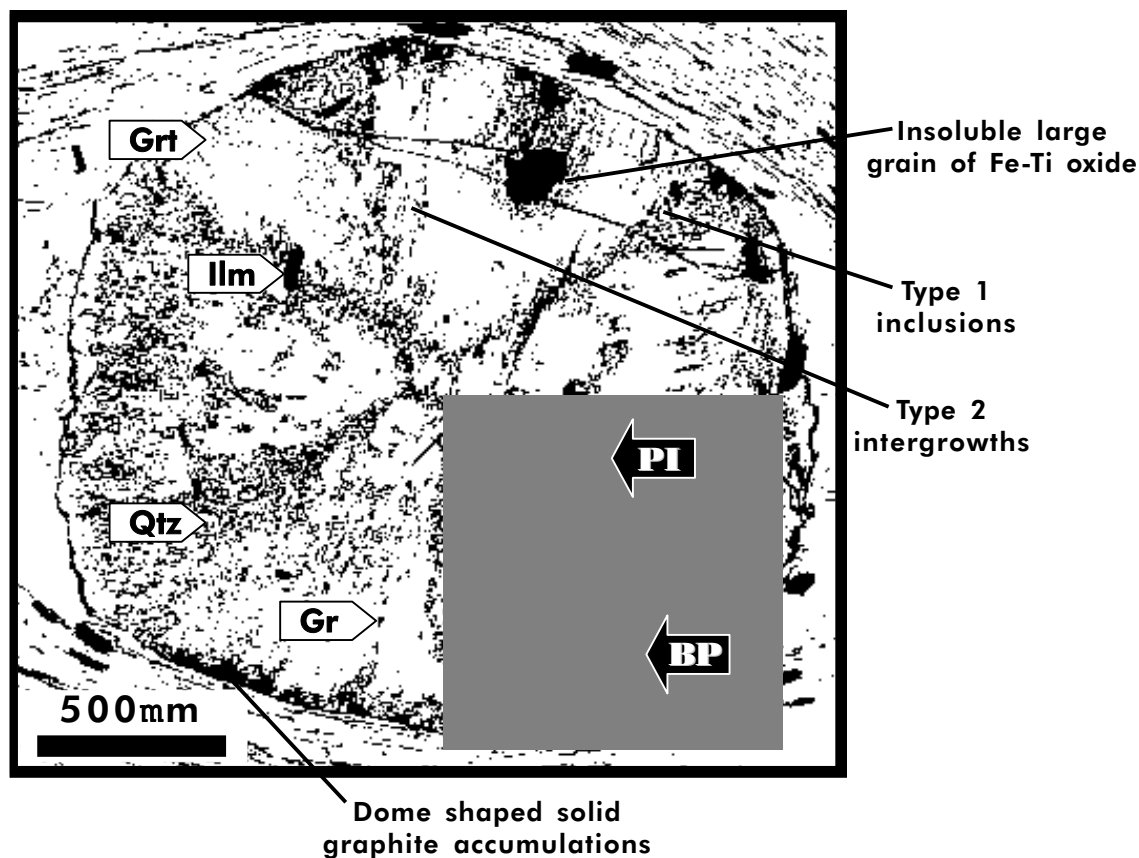 Grt
Insoluble large
grain of Fe-Ti oxide
Ilm
Type 1
inclusions
Type 2
intergrowths
PI
Qtz
Gr
BP
500mm
Dome shaped solid
graphite accumulations